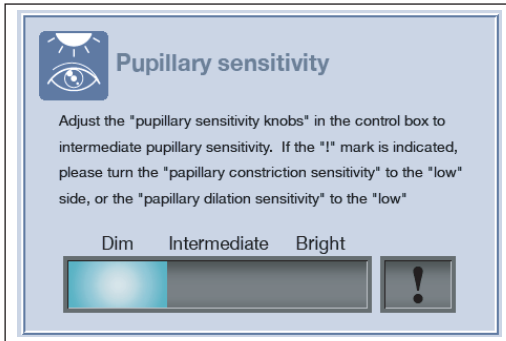 Pupillary sensitivity
Adjust the "pupillary sensitivity knobs" in the control box to
intermediate pupillary sensitivity. If the "!" mark is indicated,
please turn the "papillary constriction sensitivity" to the "low"
side, or the "papillary dilation sensitivity" to the "low"
Dim Intermediate Bright
!